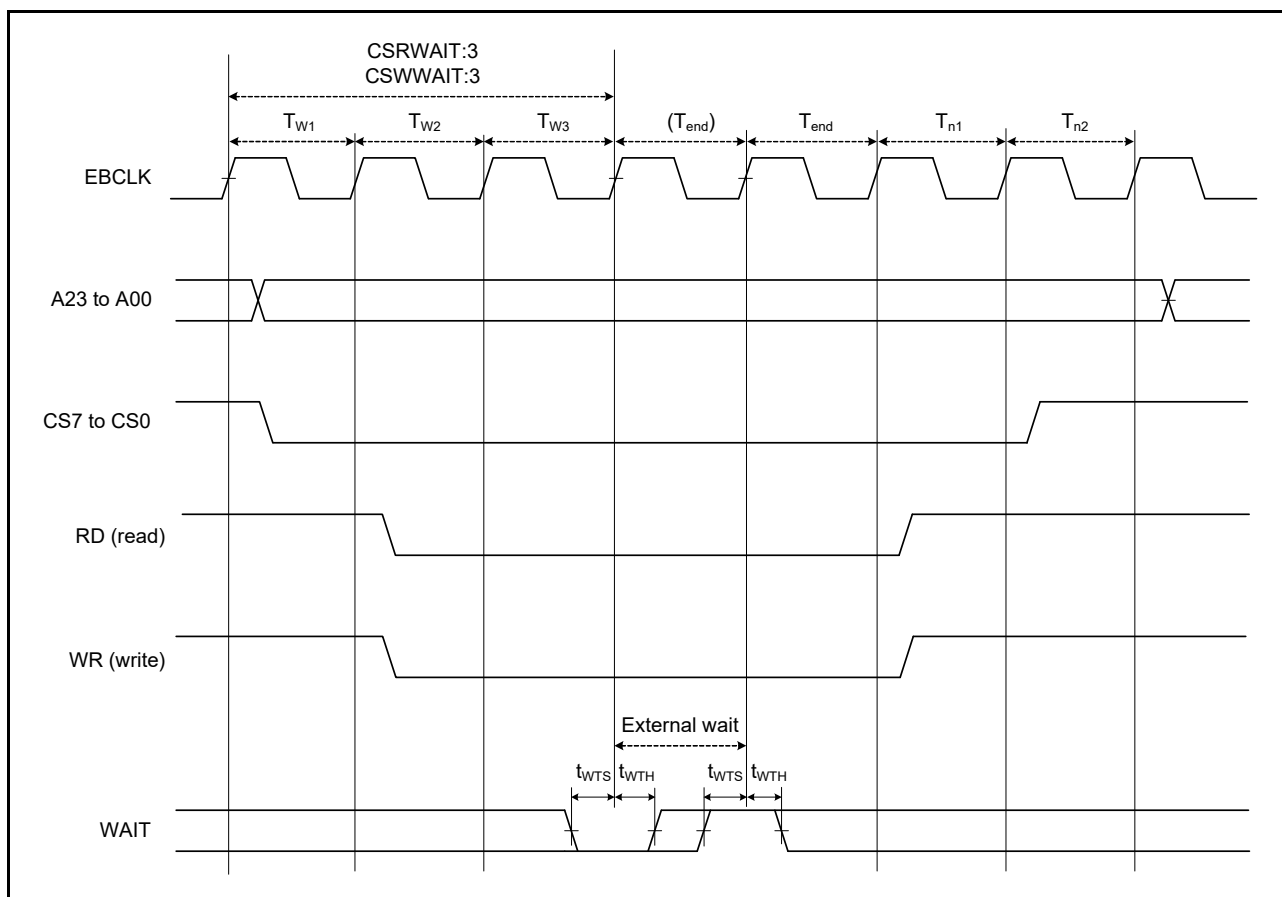 CSRWAIT:3
CSWWAIT:3
TW1 TW2 TW3 (Tend) Tend Tn1 Tn2
EBCLK
A23 to A00
CS7 to CS0
RD (read)
WR (write)
External wait
tWTS tWTH tWTS tWTH
WAIT